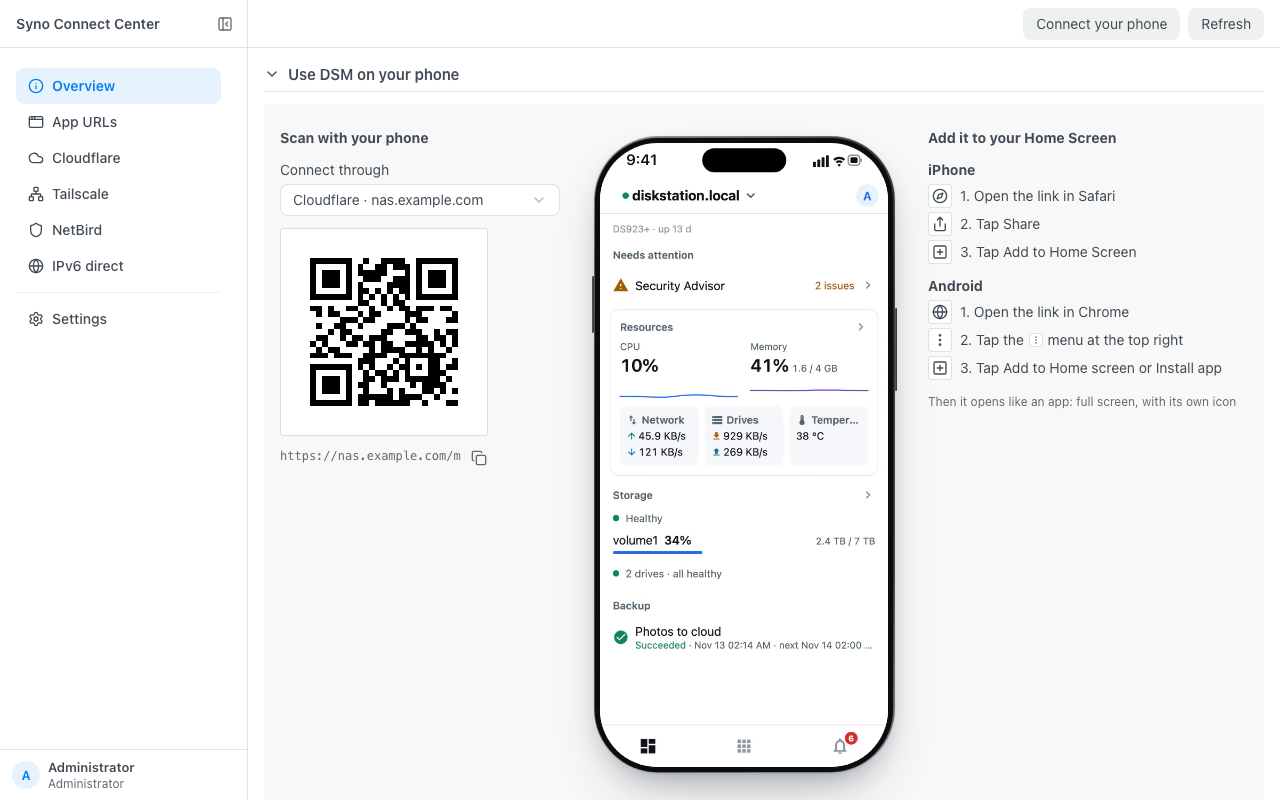 Syno Connect Center
Connect your phone
Refresh
Overview
App URLs
Cloudflare
Tailscale
NetBird
IPv6 direct
Settings
Administrator
Administrator
A
Use DSM on your phone
Scan with your phone
Connect through
Cloudflare · nas.example.com
https://nas.example.com/m
9:41
diskstation.local
A
DS923+ · up 13 d
Needs attention
Security Advisor
2 issues
Resources
CPU
Memory
10%
41% 1.6 / 4 GB
Network
Drives
Temper...
45.9 KB/s
929 KB/s
38 °C
121 KB/s
269 KB/s
Storage
Healthy
volume1 34%
2.4 TB / 7 TB
2 drives · all healthy
Backup
Photos to cloud
Succeeded · Nov 13 02:14 AM · next Nov 14 02:00 ...
6
Add it to your Home Screen
iPhone
1. Open the link in Safari
2. Tap Share
3. Tap Add to Home Screen
Android
1. Open the link in Chrome
2. Tap the ⋮ menu at the top right
3. Tap Add to Home screen or Install app
Then it opens like an app: full screen, with its own icon